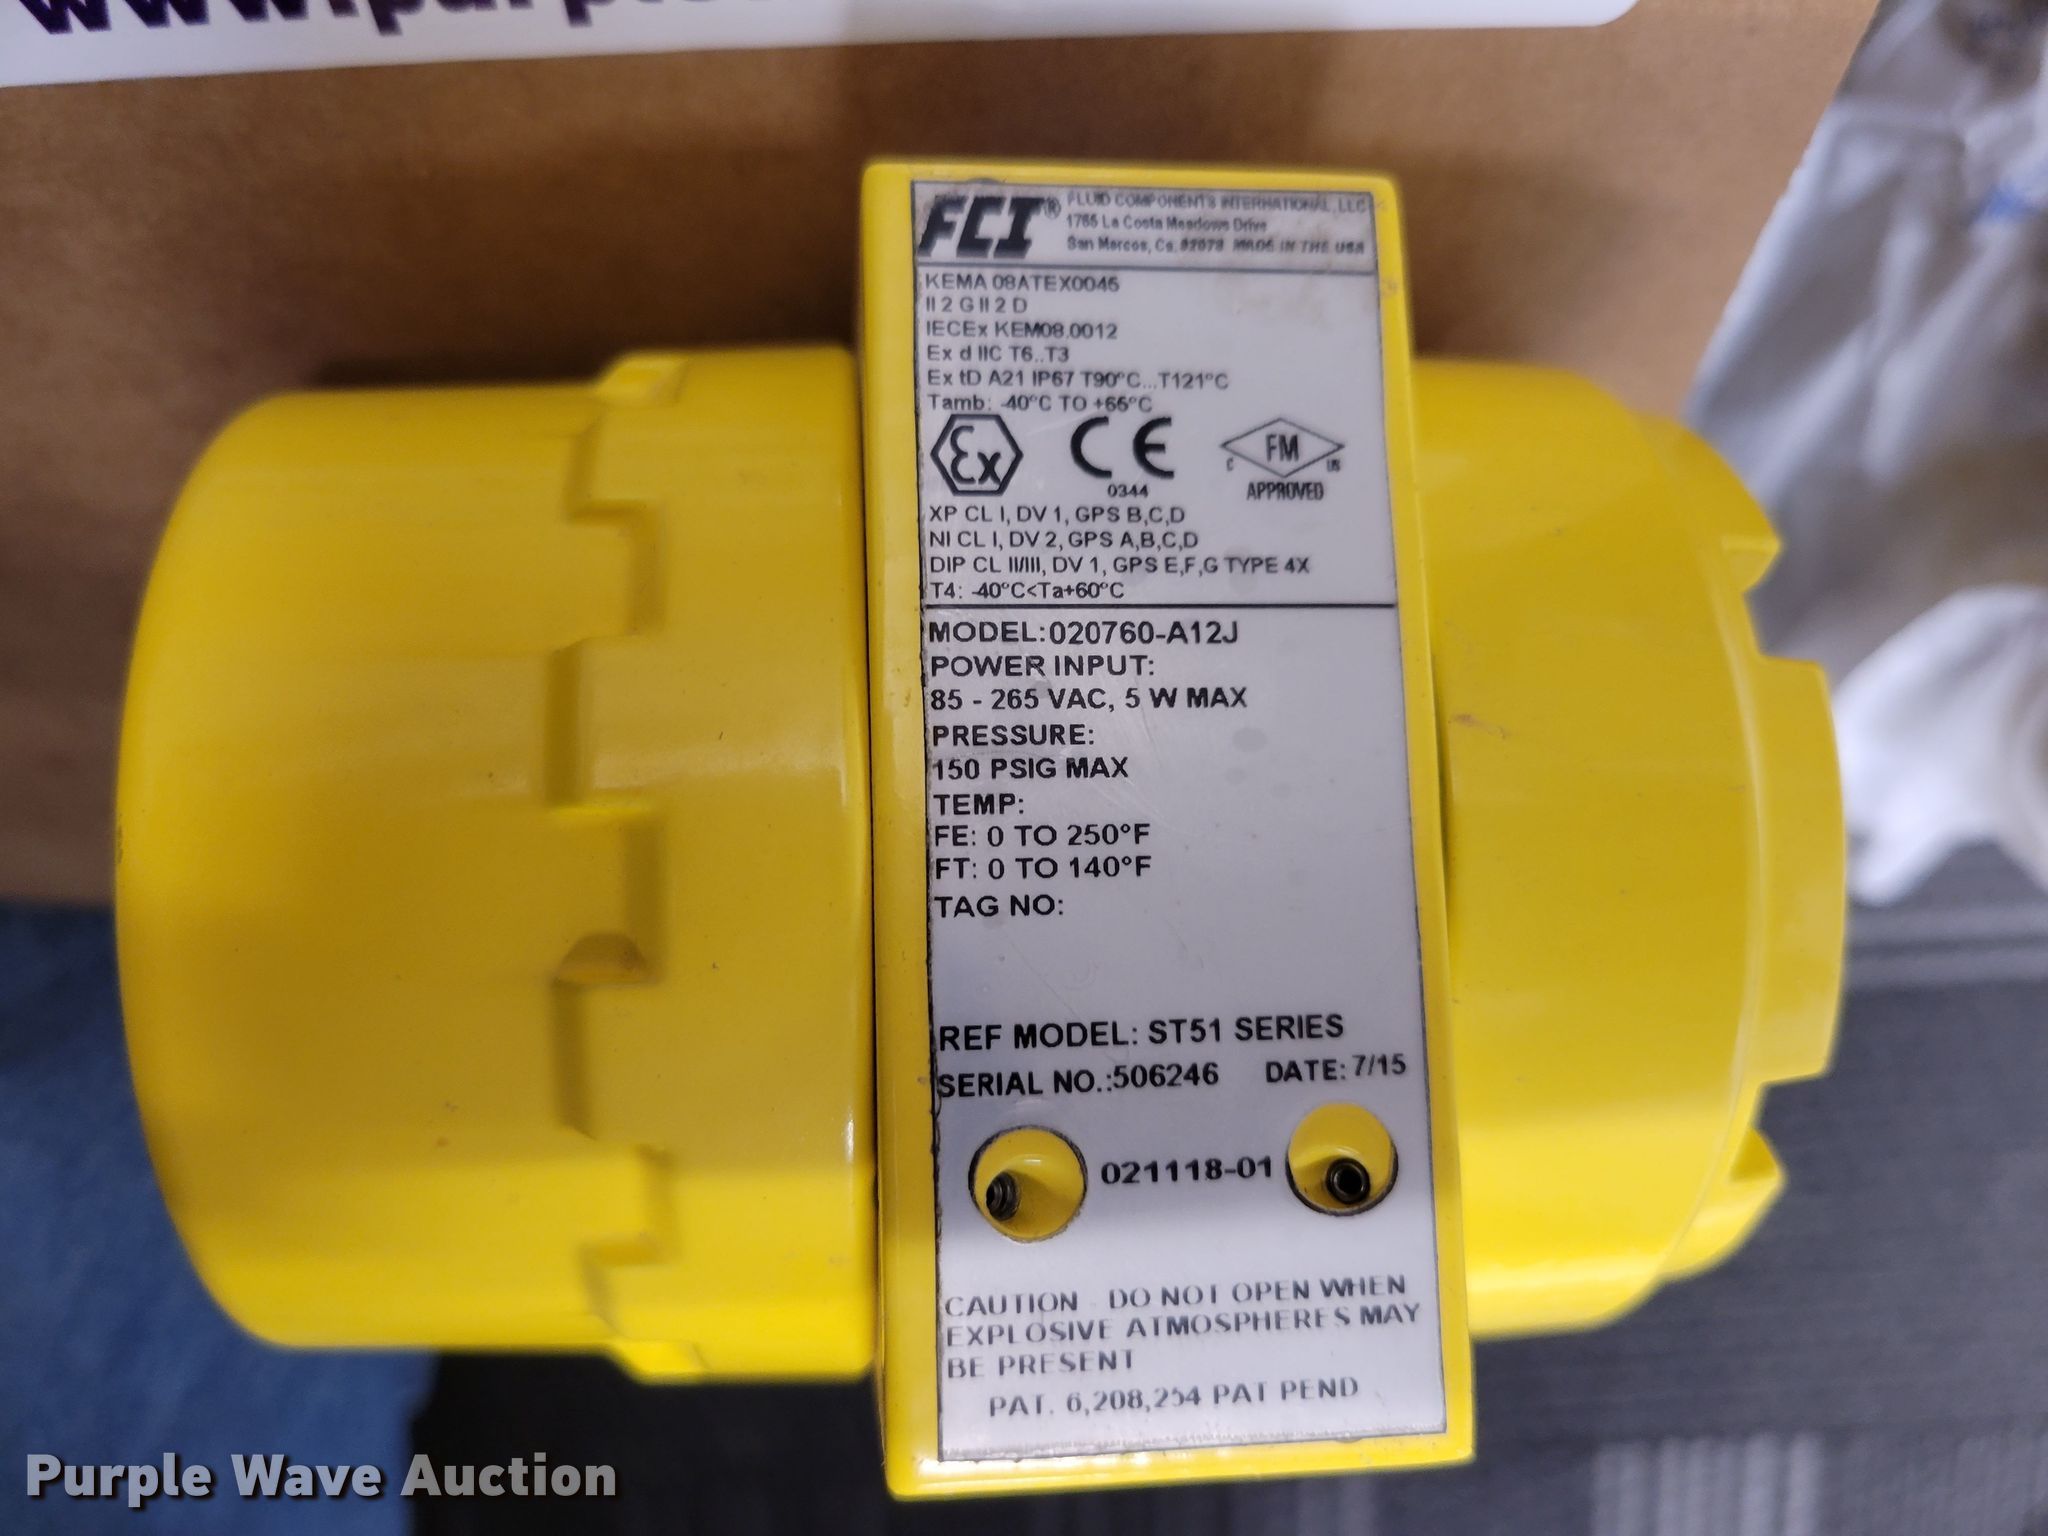 FCI® FLUID COMPONENTS INTERNATIONAL, LLC
1755 La Costa Meadows Drive
San Marcos, Ca. 92078 MADE IN THE USA
KEMA 08ATEX0045
II 2 G II 2 D
IECEx KEM08.0012
Ex d IIC T6..T3
Ex tD A21 IP67 T90°C...T121°C
Tamb: -40°C TO +65°C
Ex CE C FM US
0344 APPROVED
XP CL I, DV 1, GPS B,C,D
NI CL I, DV 2, GPS A,B,C,D
DIP CL II/III, DV 1, GPS E,F,G TYPE 4X
T4: -40°C<Ta+60°C
MODEL:020760-A12J
POWER INPUT:
85 - 265 VAC, 5 W MAX
PRESSURE:
150 PSIG MAX
TEMP:
FE: 0 TO 250°F
FT: 0 TO 140°F
TAG NO:
REF MODEL: ST51 SERIES
SERIAL NO.:506246 DATE: 7/15
021118-01
CAUTION - DO NOT OPEN WHEN
EXPLOSIVE ATMOSPHERES MAY
BE PRESENT
PAT. 6,208,254 PAT PEND
Purple Wave Auction